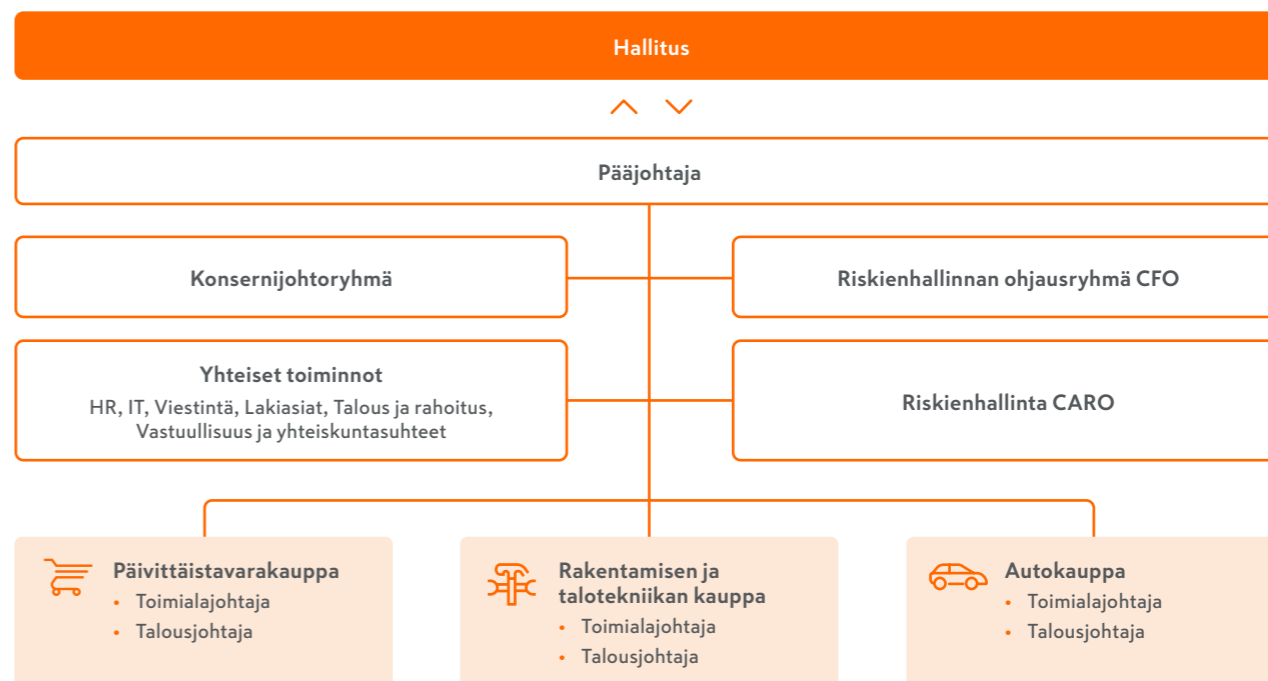 Hallitus
Pääjohtaja
Konsernijohtoryhmä
Riskienhallinnan ohjausryhmä CFO
Yhteiset toiminnot
HR, IT, Viestintä, Lakiasiat, Talous ja rahoitus,
Vastuullisuus ja yhteiskuntasuhteet
Riskienhallinta CARO
Päivittäistavarakauppa
• Toimialajohtaja
• Talousjohtaja
Rakentamisen ja
talotekniikan kauppa
• Toimialajohtaja
• Talousjohtaja
Autokauppa
• Toimialajohtaja
• Talousjohtaja